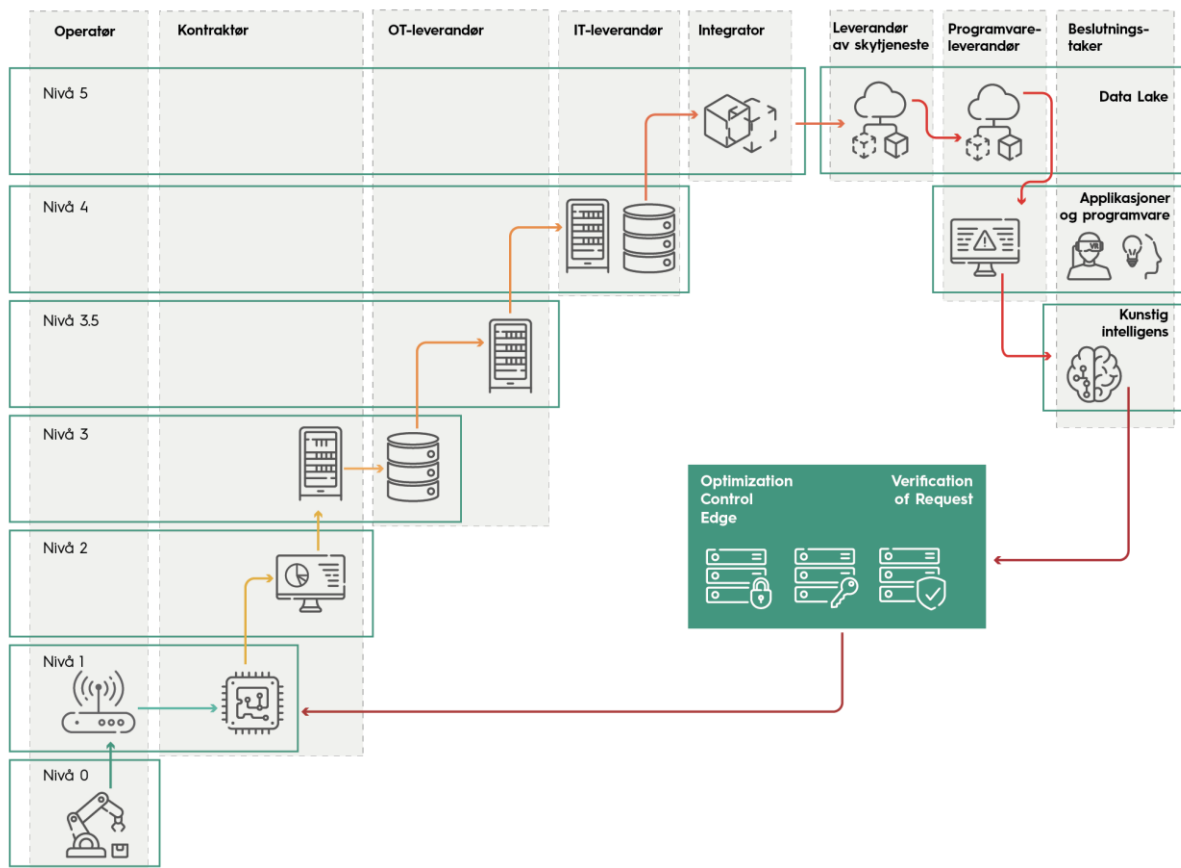 Operatør
Kontraktør
OT-leverandør
IT-leverandør
Integrator
Leverandør
av skytjeneste
Programvare-
leverandør
Beslutnings-
taker
Nivå 5
Data Lake
Nivå 4
Applikasjoner
og programvare
VR
Nivå 3.5
Kunstig
intelligens
Nivå 3
Optimization
Control
Edge
Verification
of Request
Nivå 2
Nivå 1
Nivå 0